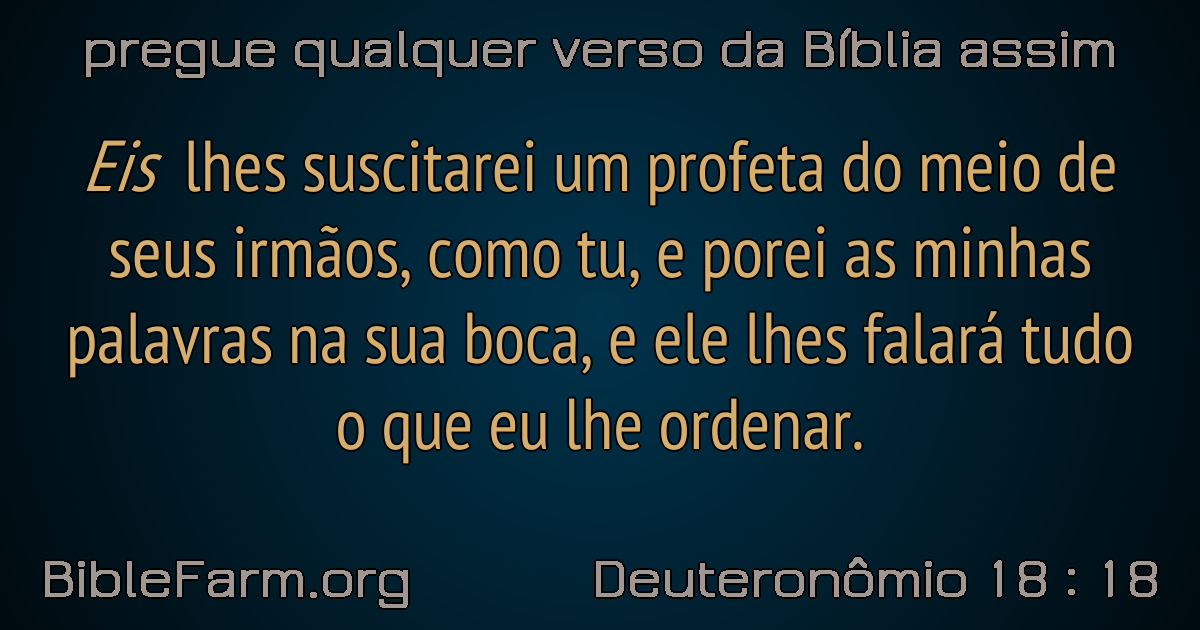 pregue qualquer verso da Bíblia assim
Eis lhes suscitarei um profeta do meio de
seus irmãos, como tu, e porei as minhas
palavras na sua boca, e ele lhes falará tudo
o que eu lhe ordenar.
BibleFarm.org
Deuteronômio 18 : 18